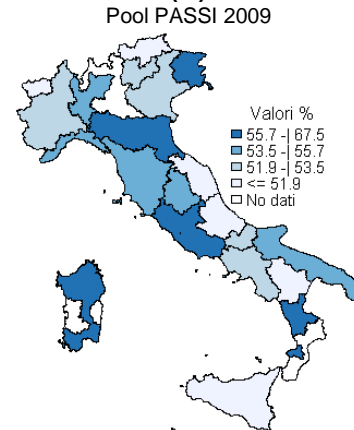 Pool PASSI 2009
Valori %
55.7 -| 67.5
53.5 -| 55.7
51.9 -| 53.5
<= 51.9
No dati